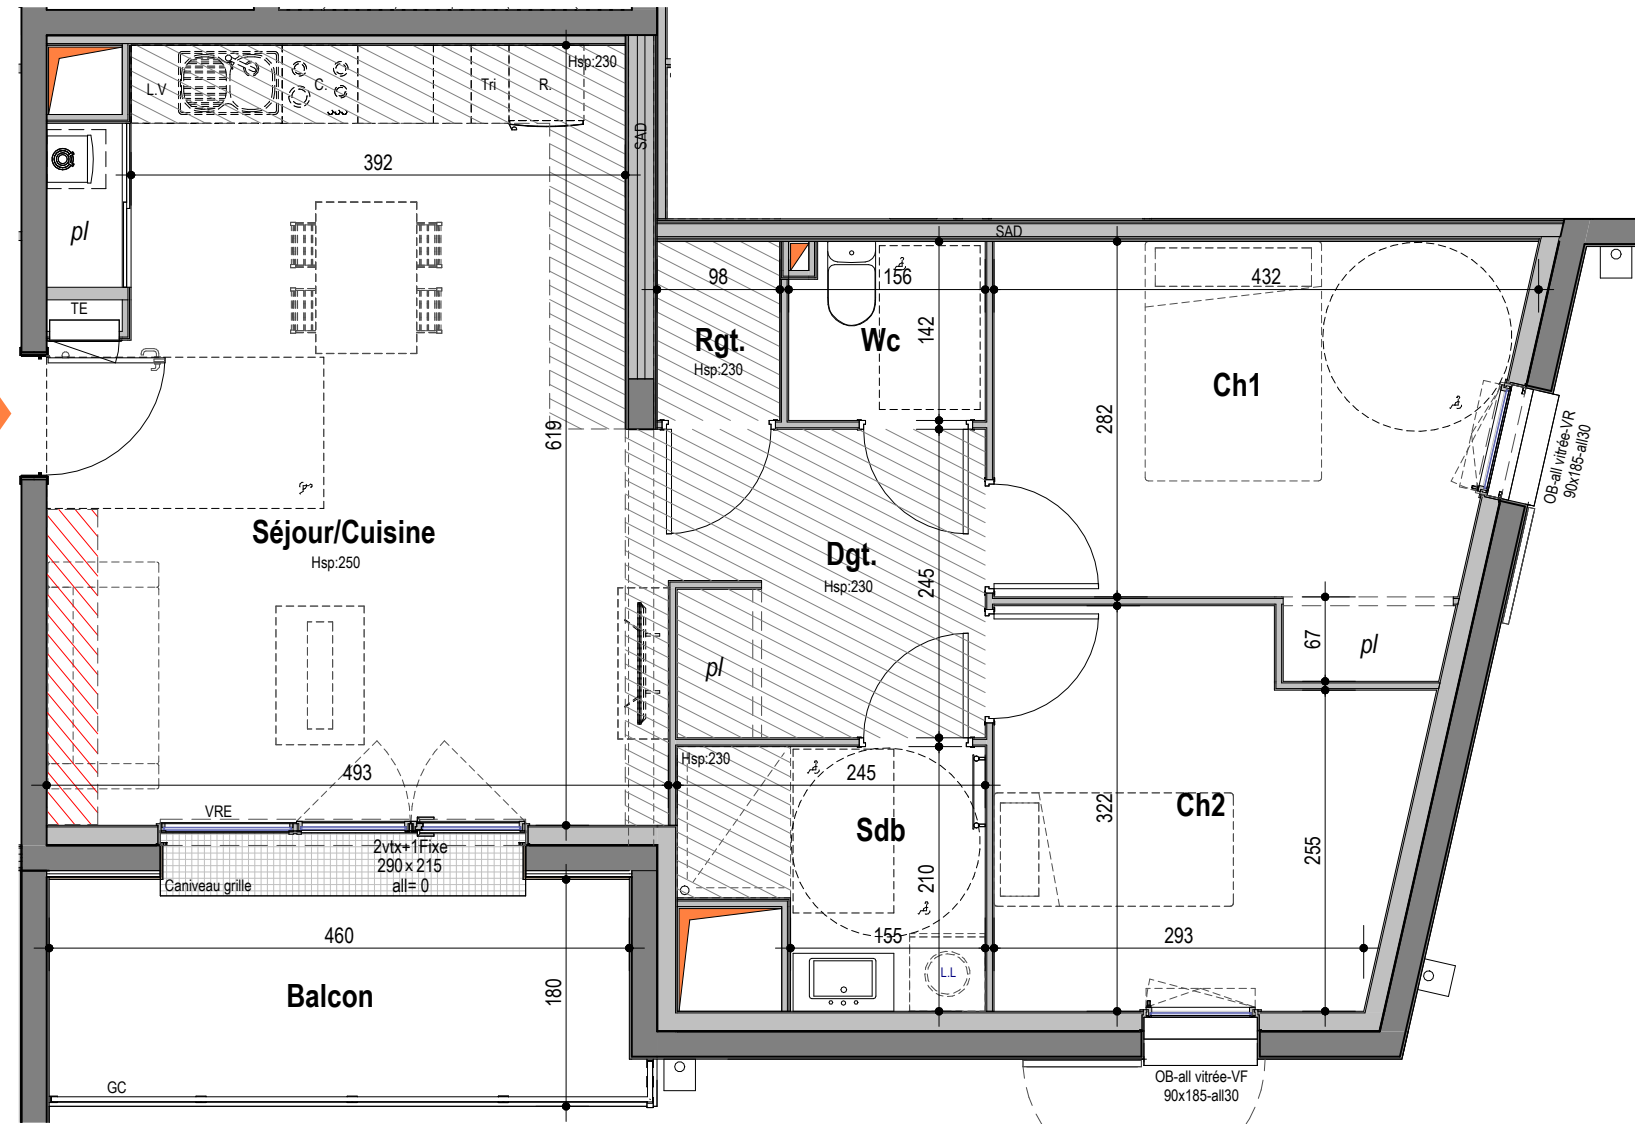 Hsp:230
L.V
C.
Tri
R.
SAD
392
pl
TE
SAD
98
156
432
142
Rgt.
Hsp:230
Wc
Ch1
282
OB-all vitrée-VR
90x185-all30
619
Séjour/Cuisine
Hsp:250
Dgt.
Hsp:230
245
67
pl
pl
Hsp:230
493
245
VRE
2vtx+1Fixe
290 x 215
all= 0
Caniveau grille
Sdb
322
Ch2
255
210
460
155
293
L.L
Balcon
180
GC
OB-all vitrée-VF
90x185-all30